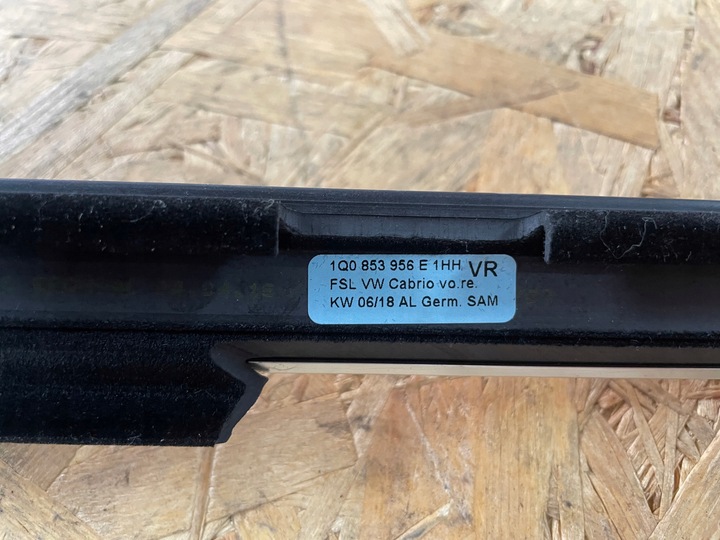 1Q0 853 956 E 1HH VR
FSL VW Cabrio vo.re.
KW 06/18 AL Germ. SAM